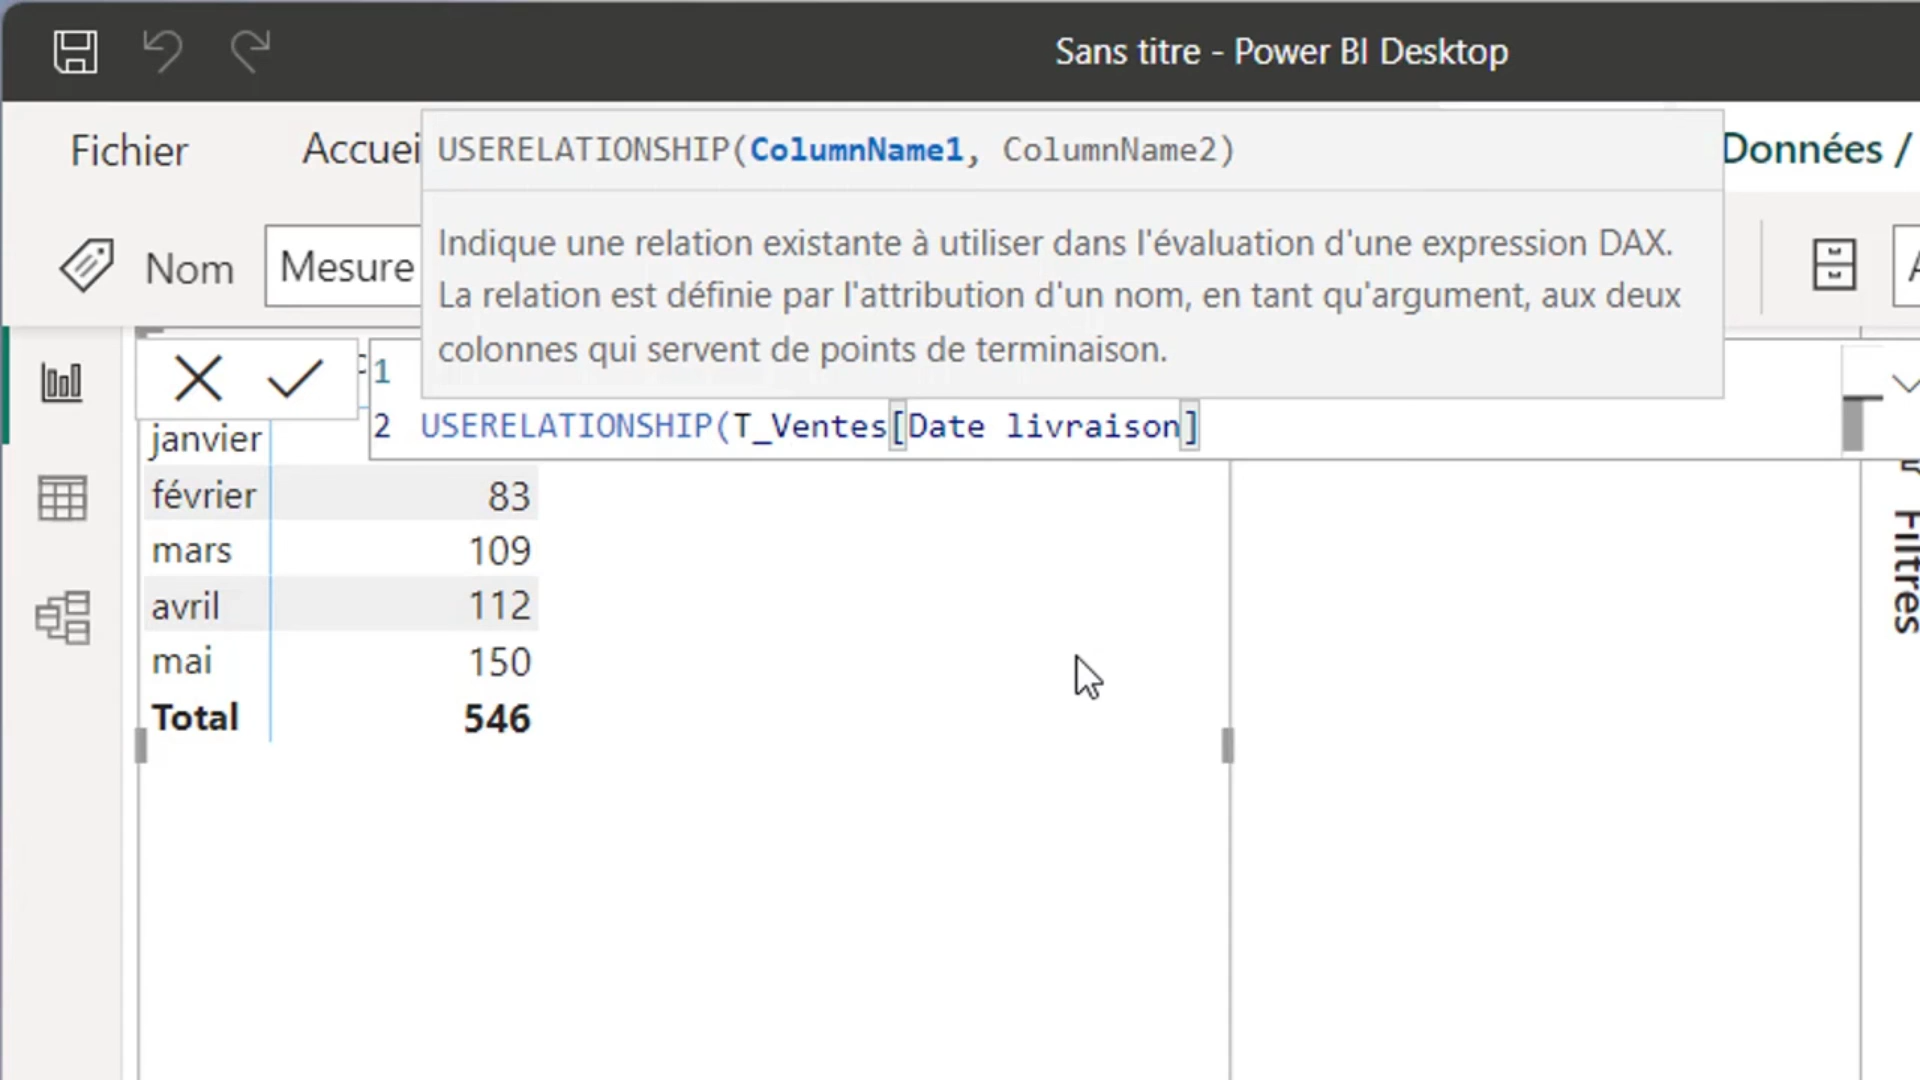 Sans titre - Power BI Desktop
Fichier
Accuei
USERELATIONSHIP(ColumnName1, ColumnName2)
Données /
Indique une relation existante à utiliser dans l'évaluation d'une expression DAX.
La relation est définie par l'attribution d'un nom, en tant qu'argument, aux deux
colonnes qui servent de points de terminaison.
Nom
Mesure
1
2 USERELATIONSHIP(T_Ventes[Date livraison]
janvier
février 83
mars 109
avril 112
mai 150
Total 546
Filtres